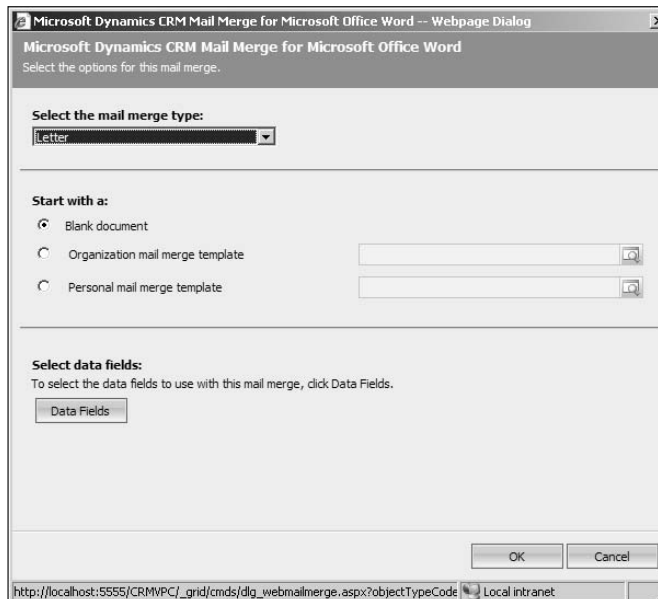 Microsoft Dynamics CRM Mail Merge for Microsoft Office Word -- Webpage Dialog
Microsoft Dynamics CRM Mail Merge for Microsoft Office Word
Select the options for this mail merge.
Select the mail merge type:
Letter
Start with a:
Blank document
Organization mail merge template
Personal mail merge template
Select data fields:
To select the data fields to use with this mail merge, click Data Fields.
Data Fields
OK Cancel
http://localhost:5555/CRMVPC/_grid/cmds/dlg_webmailmerge.aspx?objectTypeCode Local intranet